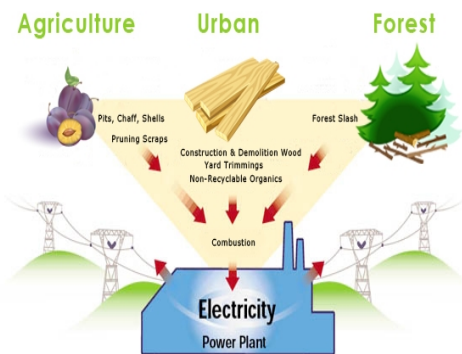 Agriculture
Urban
Forest
Pits, Chaff, Shells
Pruning Scraps
Construction & Demolition Wood
Yard Trimmings
Non-Recyclable Organics
Forest Slash
Combustion
Electricity
Power Plant